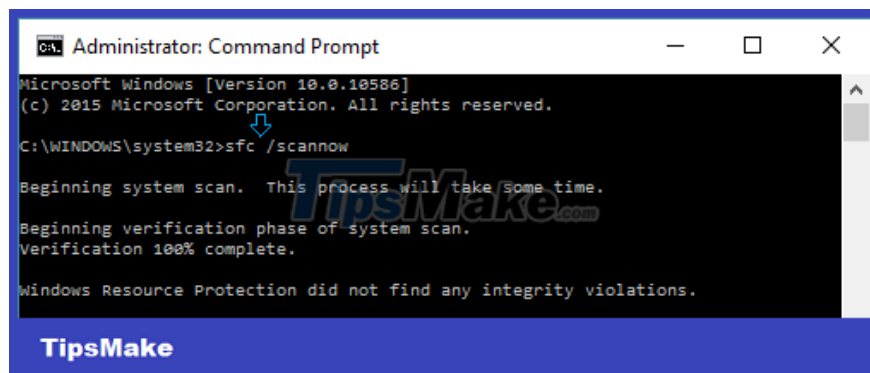 Administrator: Command Prompt
Microsoft Windows [Version 10.0.10586]
(c) 2015 Microsoft Corporation. All rights reserved.
C:\WINDOWS\system32>sfc /scannow
Beginning system scan.  This process will take some time.
TipsMake.com
Beginning verification phase of system scan.
Verification 100% complete.
Windows Resource Protection did not find any integrity violations.
TipsMake